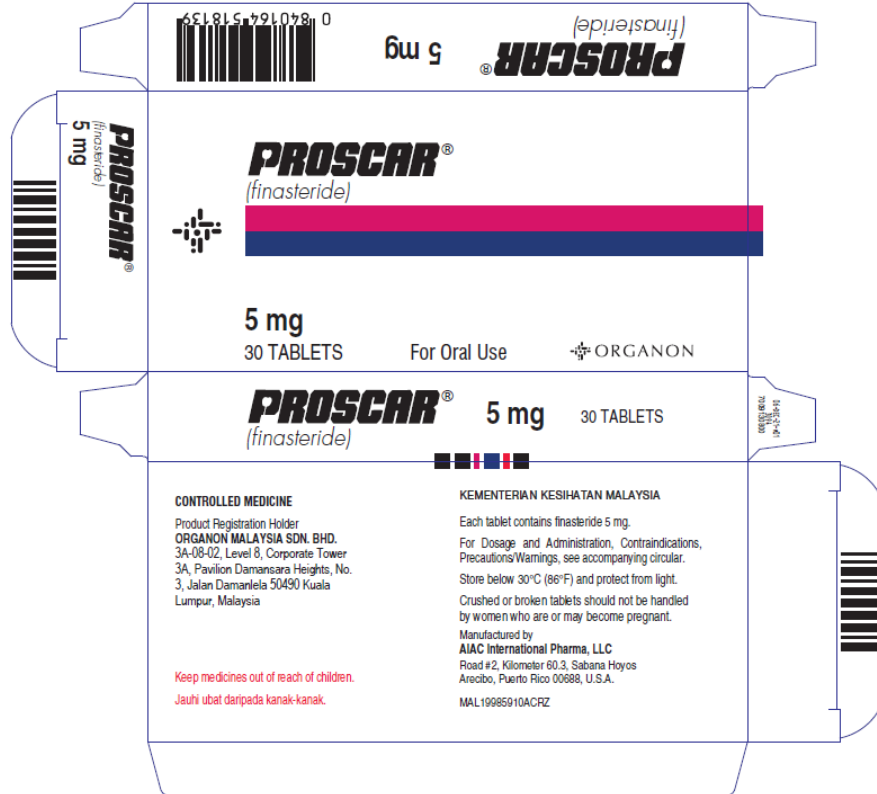 0 840164 518139
5 mg
PROSCAR®
(finasteride)
PROSCAR®
(finasteride)
5 mg
PROSCAR®
(finasteride)
5 mg
30 TABLETS For Oral Use ORGANON
PROSCAR® 5 mg 30 TABLETS
(finasteride)
CONTROLLED MEDICINE
Product Registration Holder
ORGANON MALAYSIA SDN. BHD.
3A-08-02, Level 8, Corporate Tower
3A, Pavilion Damansara Heights, No.
3, Jalan Damanlela 50490 Kuala
Lumpur, Malaysia
Keep medicines out of reach of children.
Jauhi ubat daripada kanak-kanak.
KEMENTERIAN KESIHATAN MALAYSIA
Each tablet contains finasteride 5 mg.
For Dosage and Administration, Contraindications,
Precautions/Warnings, see accompanying circular.
Store below 30°C (86°F) and protect from light.
Crushed or broken tablets should not be handled
by women who are or may become pregnant.
Manufactured by
AIAC International Pharma, LLC
Road #2, Kilometer 60.3, Sabana Hoyos
Arecibo, Puerto Rico 00688, U.S.A.
MAL19985910ACRZ